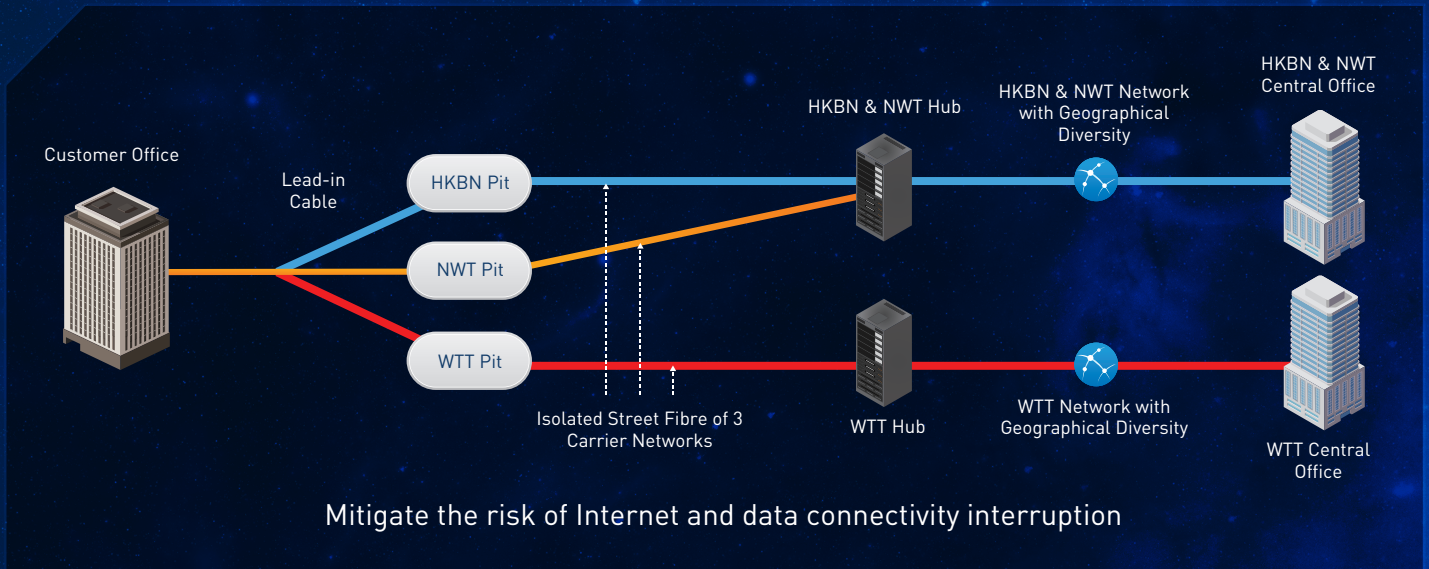 Customer Office
Lead-in
Cable
HKBN Pit
NWT Pit
WTT Pit
Isolated Street Fibre of 3
Carrier Networks
HKBN & NWT Hub
WTT Hub
HKBN & NWT Network
with Geographical
Diversity
WTT Network with
Geographical Diversity
HKBN & NWT
Central Office
WTT Central
Office
Mitigate the risk of Internet and data connectivity interruption